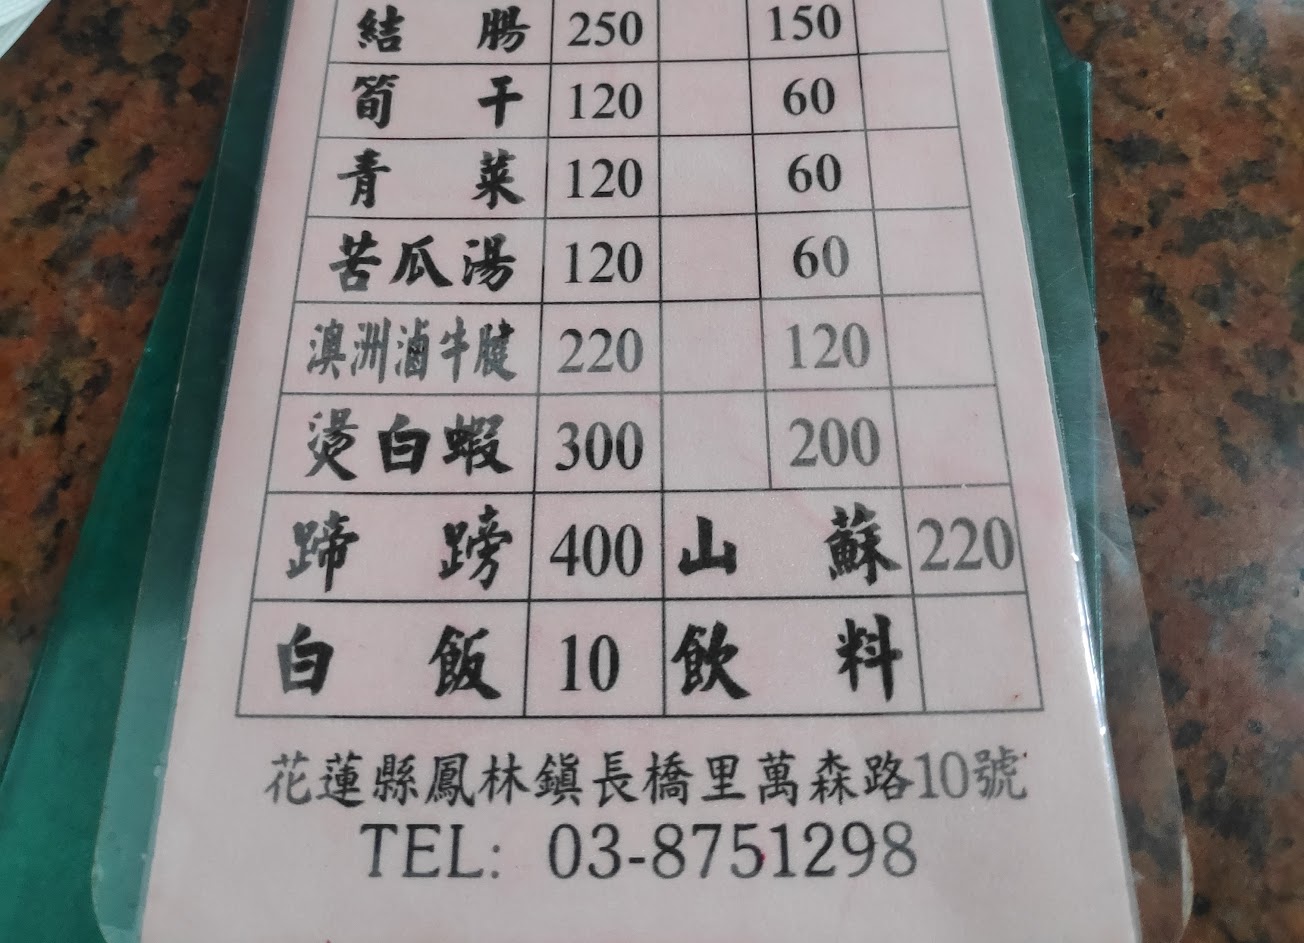 結腸 250 150
筍干 120 60
青菜 120 60
苦瓜湯 120 60
澳洲滷牛腱 220 120
燙白蝦 300 200
蹄膀 400 山蘇 220
白飯 10 飲料
花蓮縣鳳林鎮長橋里萬森路10號
TEL: 03-8751298